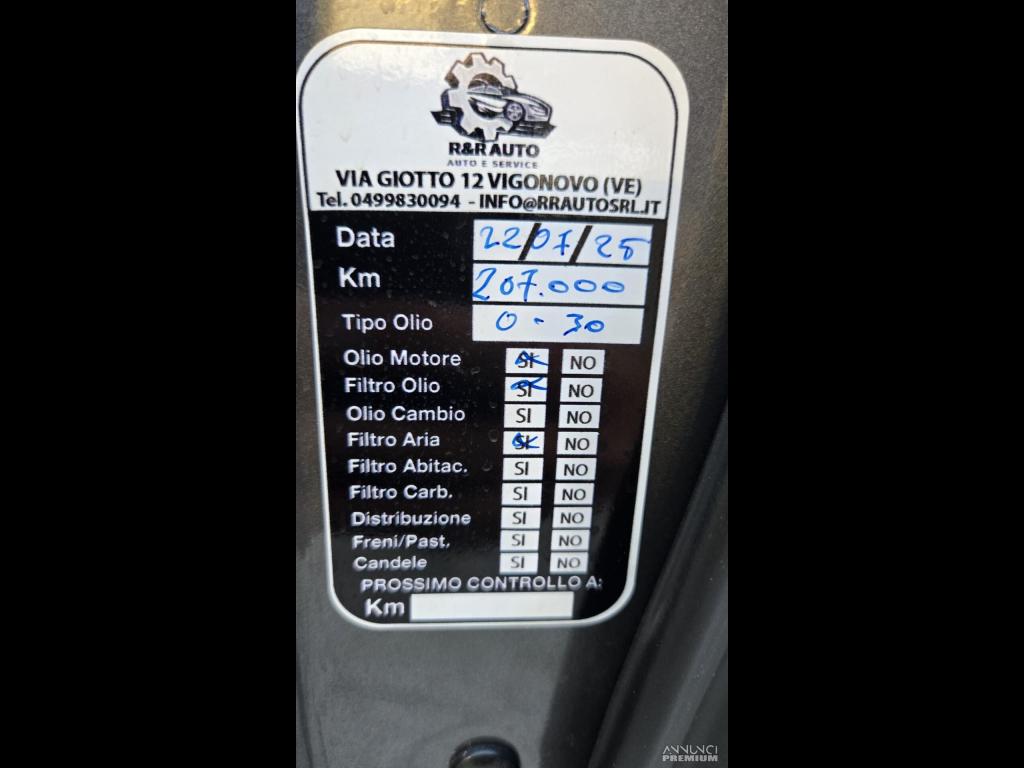 R&R AUTO
AUTO E SERVICE
VIA GIOTTO 12 VIGONOVO (VE)
Tel. 0499830094 - INFO@RRAUTOSRL.IT
Data 22/07/25
Km 207.000
Tipo Olio 0-30
Olio Motore SI NO
Filtro Olio SI NO
Olio Cambio SI NO
Filtro Aria SI NO
Filtro Abitac. SI NO
Filtro Carb. SI NO
Distribuzione SI NO
Freni/Past. SI NO
Candele SI NO
PROSSIMO CONTROLLO A:
Km
ANNUNCI
PREMIUM